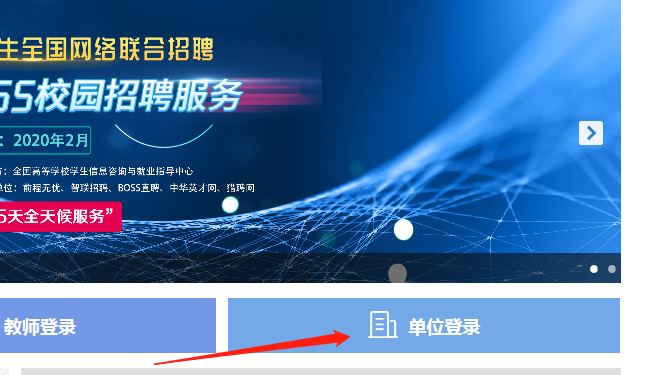 生全国网络联合招聘
65校园招聘服务
：2020年2月
方：全国高等学校学生信息咨询与就业指导中心
单位：前程无忧、智联招聘、BOSS直聘、中华英才网、猎聘网
5天全天候服务”
教师登录
单位登录